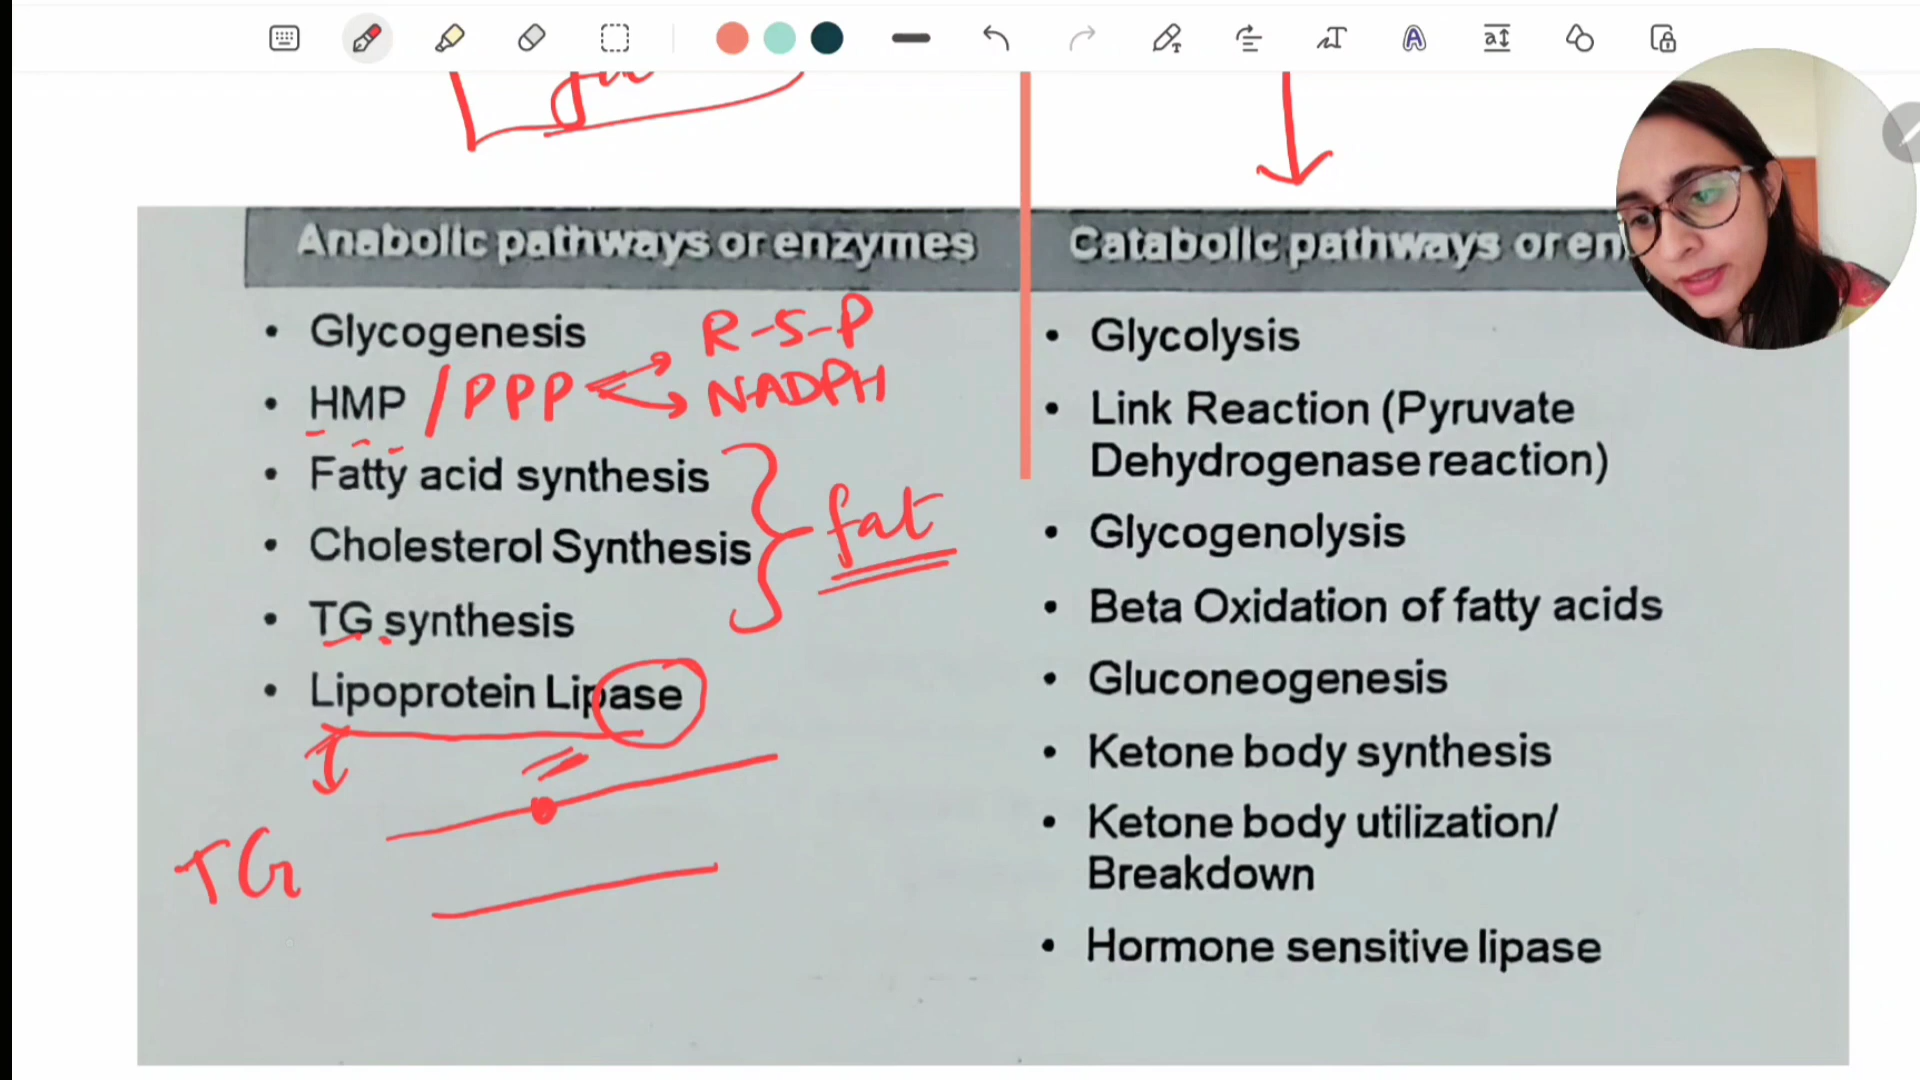 Anabolic pathways or enzymes
• Glycogenesis
R-5-P
• HMP / PPP
NADPH
• Fatty acid synthesis
• Cholesterol Synthesis
fat
• TG synthesis
• Lipoprotein Lipase
TG
Catabolic pathways or en
• Glycolysis
• Link Reaction (Pyruvate
Dehydrogenase reaction)
• Glycogenolysis
• Beta Oxidation of fatty acids
• Gluconeogenesis
• Ketone body synthesis
• Ketone body utilization/
Breakdown
• Hormone sensitive lipase